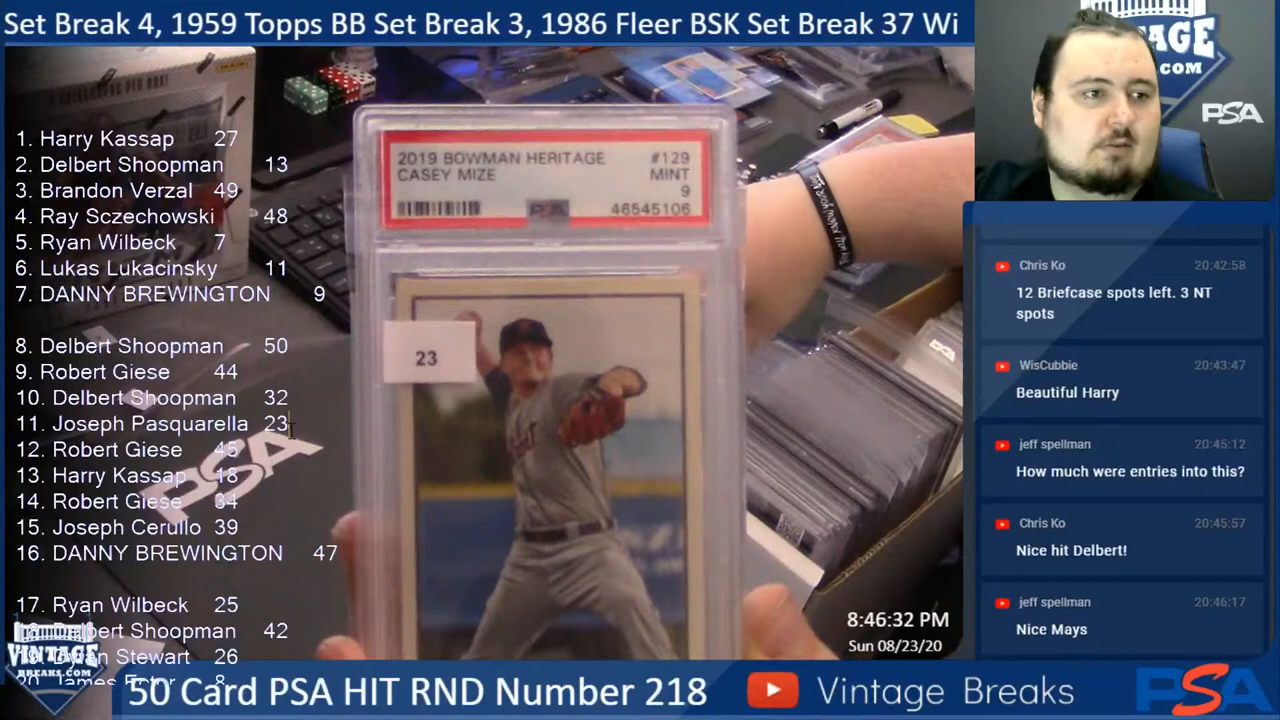 Set Break 4, 1959 Topps BB Set Break 3, 1986 Fleer BSK Set Break 37 Wi
AGE
.COM
PSA
1. Harry Kassap 27
2. Delbert Shoopman 13
3. Brandon Verzal 49
4. Ray Sczechowski 48
5. Ryan Wilbeck 7
6. Lukas Lukacinsky 11
7. DANNY BREWINGTON 9
8. Delbert Shoopman 50
9. Robert Giese 44
10. Delbert Shoopman 32
11. Joseph Pasquarella 23
12. Robert Giese 45
13. Harry Kassap 18
14. Robert Giese 34
15. Joseph Cerullo 39
16. DANNY BREWINGTON 47
17. Ryan Wilbeck 25
18. Delbert Shoopman 42
Stewart 26
2019 BOWMAN HERITAGE #129
CASEY MIZE MINT
9
PSA 46545106
23
PSA
Chris Ko 20:42:58
12 Briefcase spots left. 3 NT
spots
WisCubbie 20:43:47
Beautiful Harry
jeff spellman 20:45:12
How much were entries into this?
Chris Ko 20:45:57
Nice hit Delbert!
jeff spellman 20:46:17
Nice Mays
8:46:32 PM
Sun 08/23/20
VINTAGE
BREAKS.COM
50 Card PSA HIT RND Number 218
Vintage Breaks
PSA